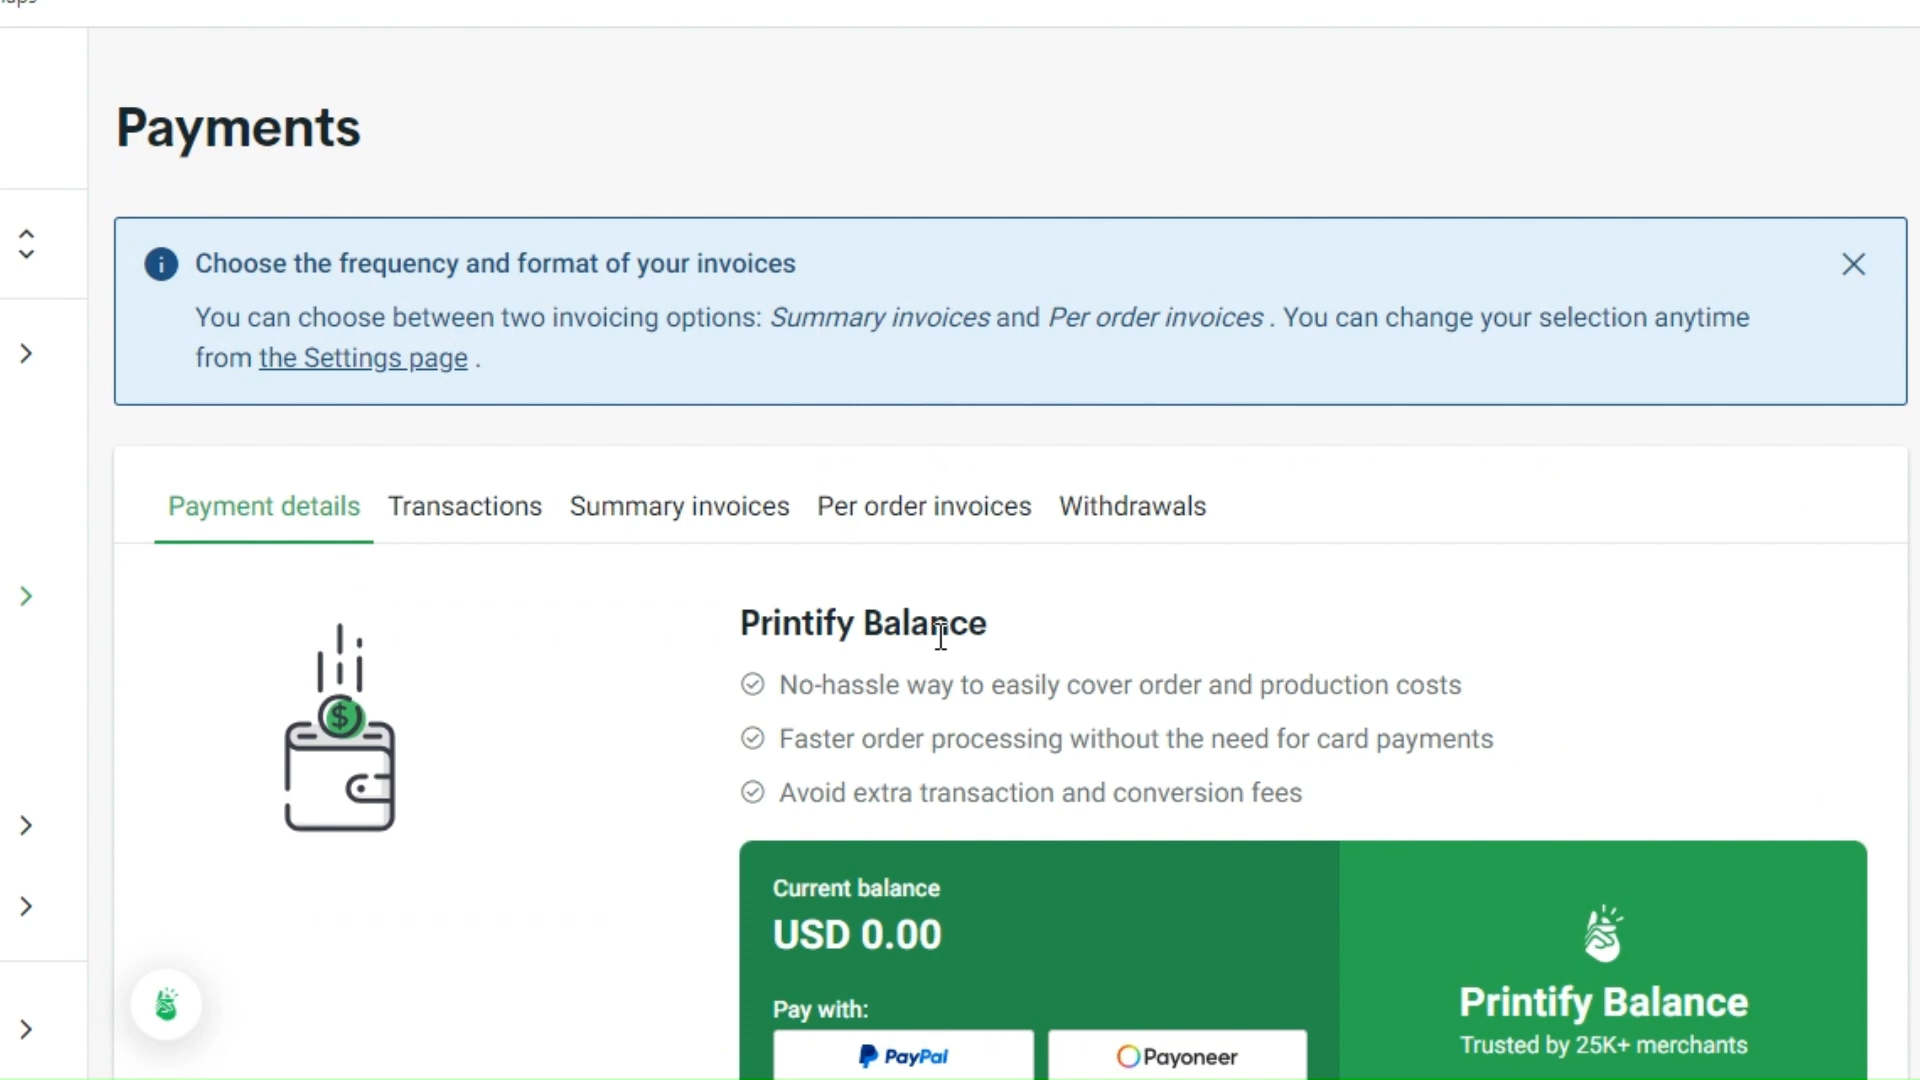 Payments
Choose the frequency and format of your invoices
You can choose between two invoicing options: Summary invoices and Per order invoices . You can change your selection anytime
from the Settings page .
Payment details Transactions Summary invoices Per order invoices Withdrawals
Printify Balance
No-hassle way to easily cover order and production costs
Faster order processing without the need for card payments
Avoid extra transaction and conversion fees
Current balance
USD 0.00
Pay with:
PayPal
Payoneer
Printify Balance
Trusted by 25K+ merchants